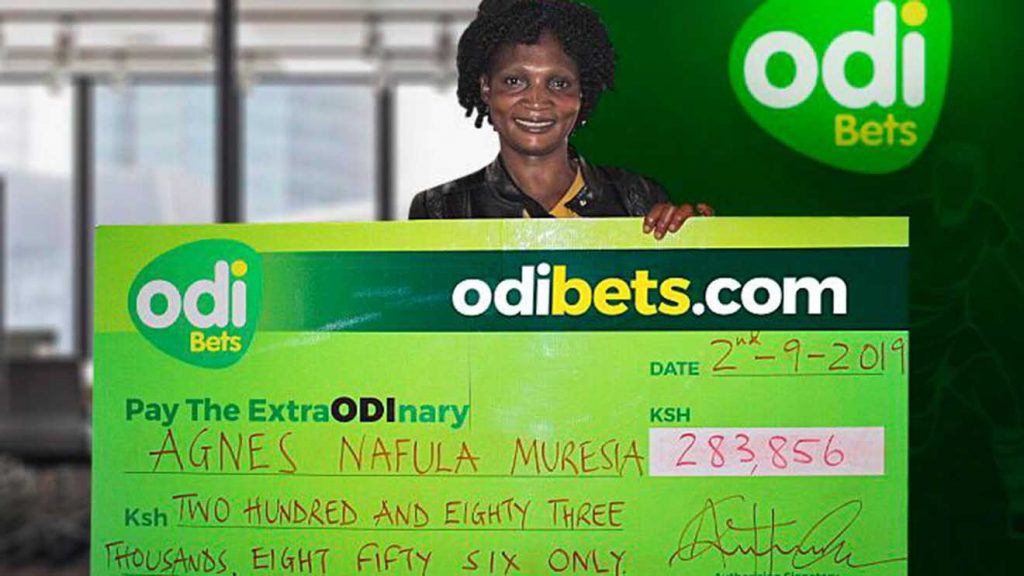 odi
Bets
odi
Bets
odibets.com
DATE 2nd-9-2019
Pay The ExtraODInary
KSH
AGNES NAFULA MURESIA
283,856
Ksh TWO HUNDRED AND EIGHTY THREE
THOUSANDS, EIGHT FIFTY SIX ONLY.